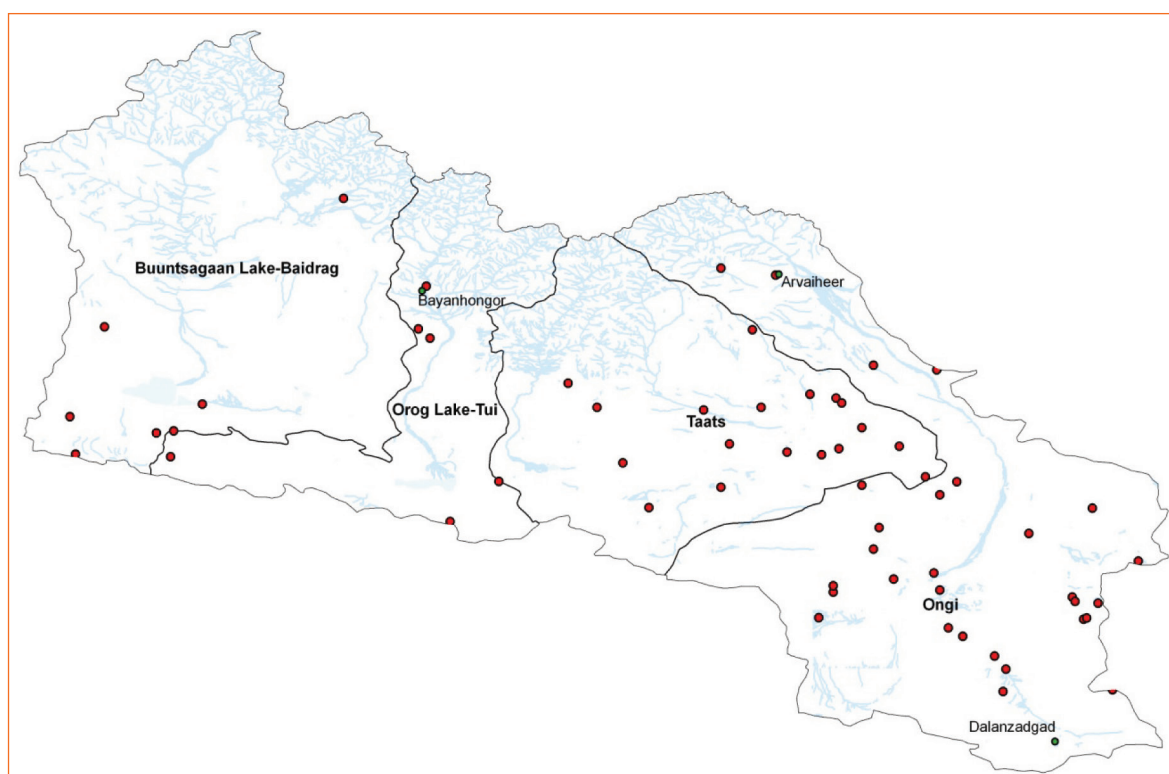 Buuntsagaan Lake-Baidrag
Arvaiheer
Bayanhongor
Orog Lake-Tui
Taats
Ongi
Dalanzadgad